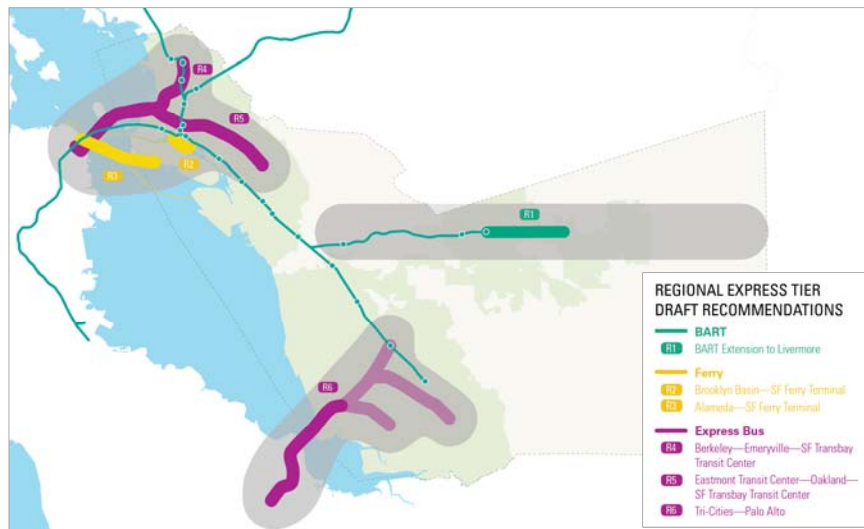 R4
R5
R2
R3
R1
R6
REGIONAL EXPRESS TIER
DRAFT RECOMMENDATIONS
BART
R1 BART Extension to Livermore
Ferry
R2 Brooklyn Basin—SF Ferry Terminal
R3 Alameda—SF Ferry Terminal
Express Bus
R4 Berkeley—Emeryville—SF Transbay
Transit Center
R5 Eastmont Transit Center—Oakland—
SF Transbay Transit Center
R6 Tri-Cities—Palo Alto